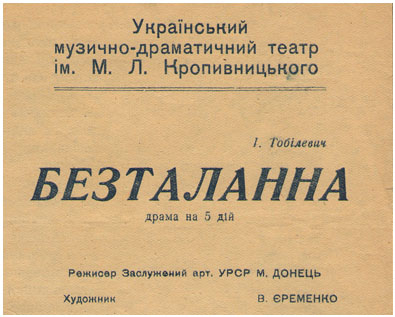 Український
музично-драматичний театр
ім. М. Л. Кропивницького
І. Тобілевич
БЕЗТАЛАННА
драма на 5 дій
Режисер Заслужений арт. УРСР М. ДОНЕЦЬ
Художник В. ЄРЕМЕНКО